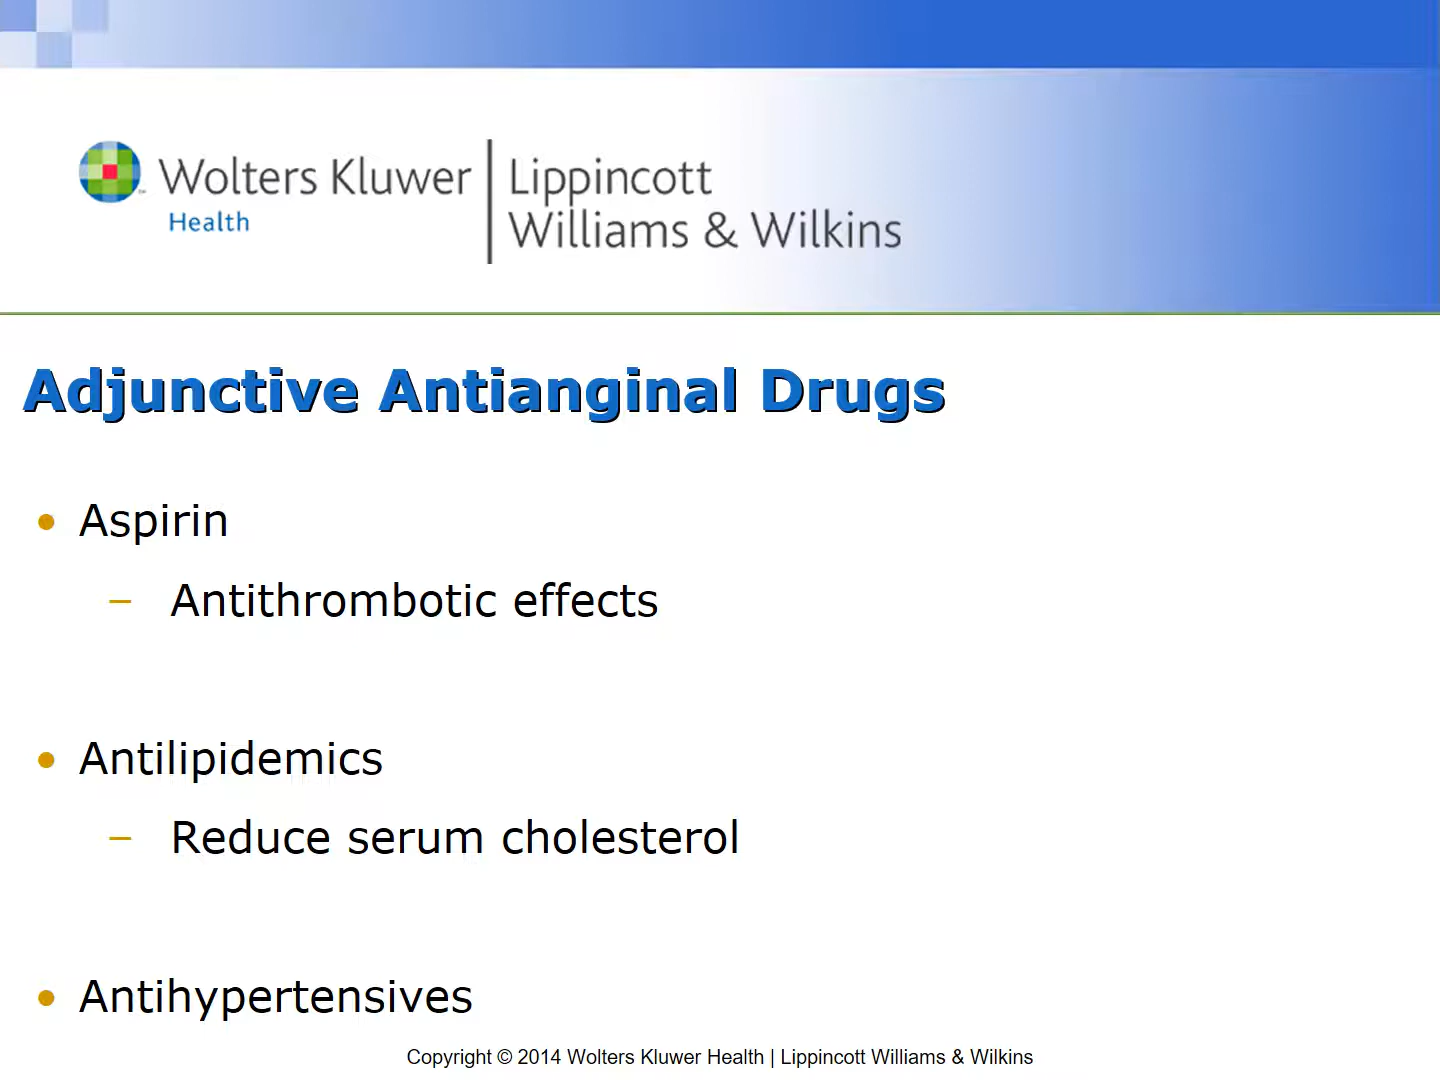 Wolters Kluwer
Health
Lippincott
Williams & Wilkins
Adjunctive Antianginal Drugs
• Aspirin
– Antithrombotic effects
• Antilipidemics
– Reduce serum cholesterol
• Antihypertensives
Copyright © 2014 Wolters Kluwer Health | Lippincott Williams & Wilkins